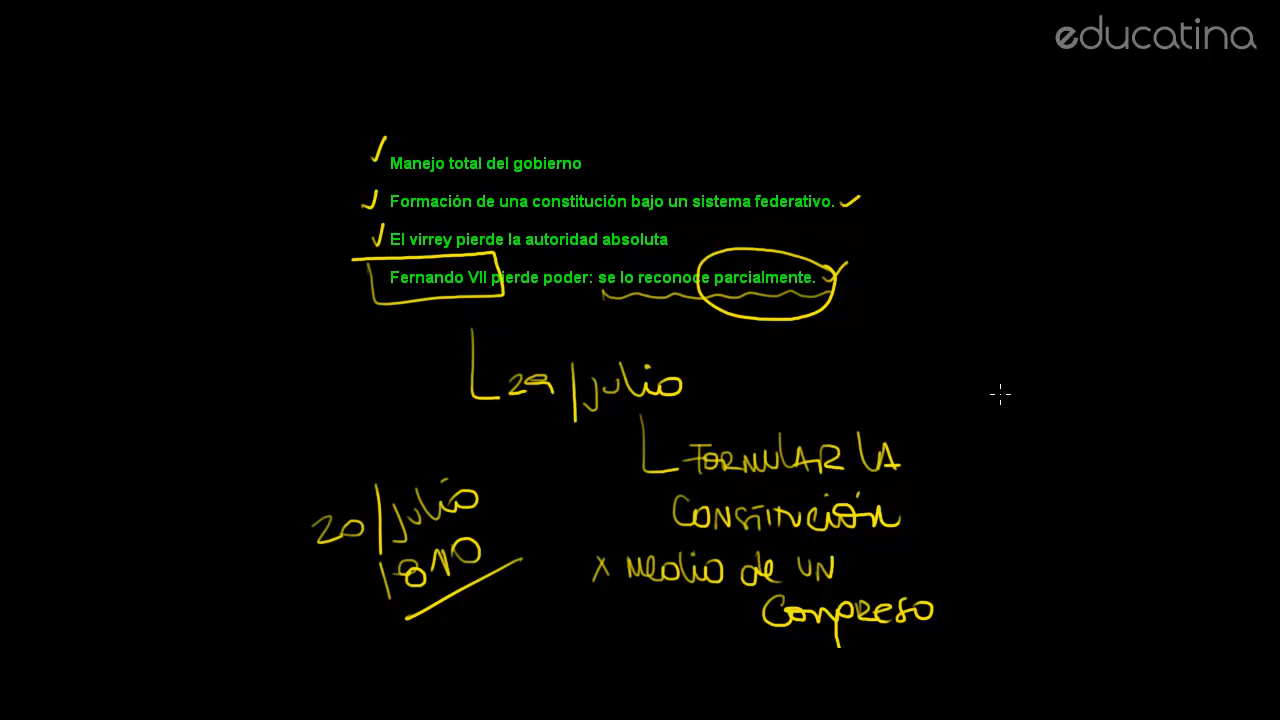 educatina
Manejo total del gobierno
Formación de una constitución bajo un sistema federativo.
El virrey pierde la autoridad absoluta
Fernando VII pierde poder: se lo reconoce parcialmente.
29/julio
FORMULAR LA
CONSTITUCIÓN
x medio de un
Congreso
20/julio
1810